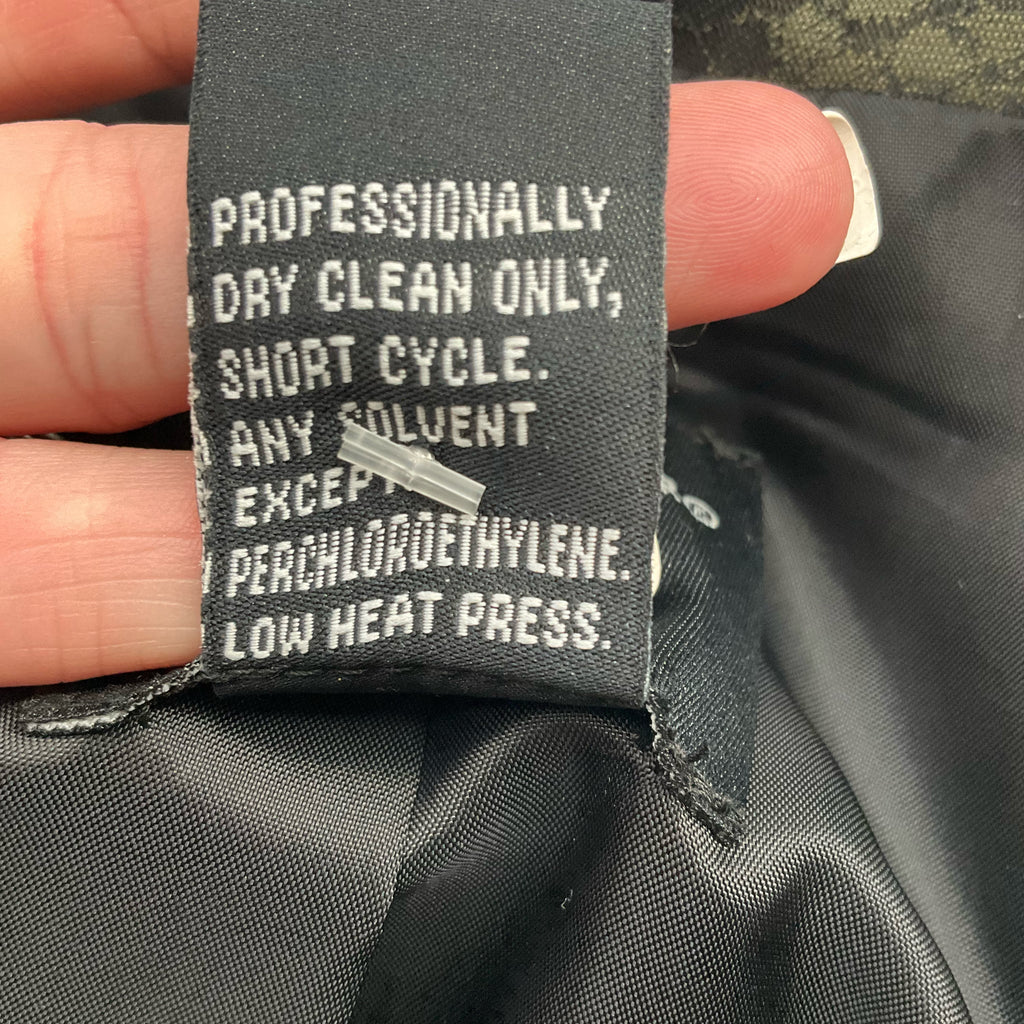 PROFESSIONALLY
DRY CLEAN ONLY,
SHORT CYCLE.
ANY SOLVENT
EXCEPT
PERCHLOROETHYLENE.
LOW HEAT PRESS.